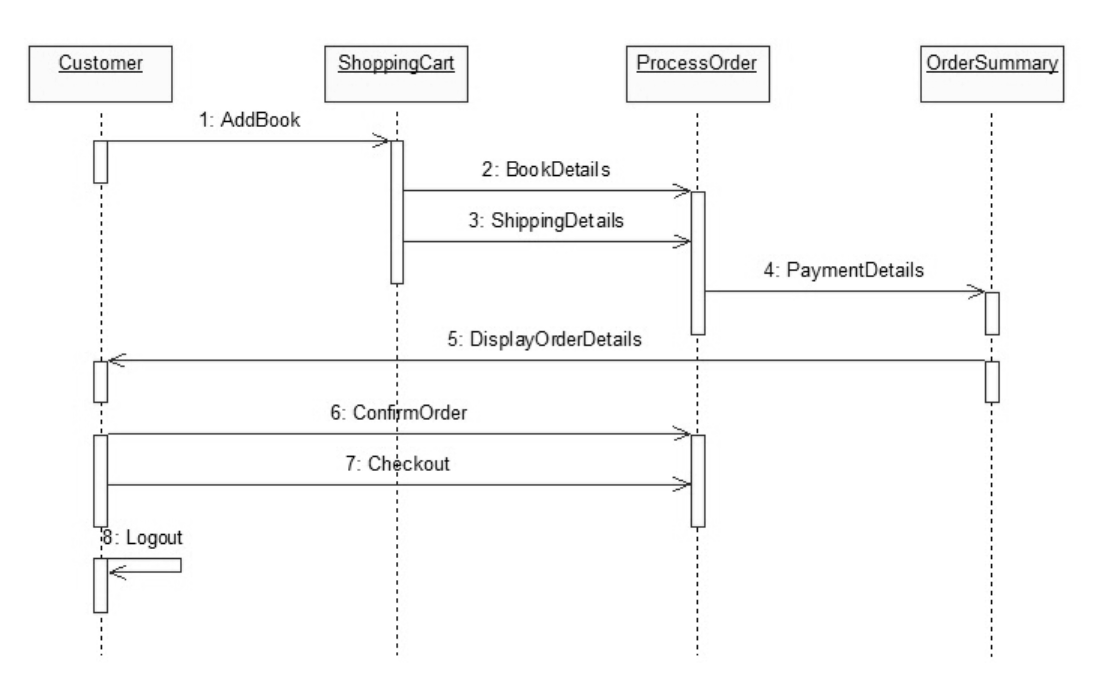 Customer
ShoppingCart
ProcessOrder
OrderSummary
1: AddBook
2: BookDetails
3: ShippingDetails
4: PaymentDetails
5: DisplayOrderDetails
6: ConfirmOrder
7: Checkout
8: Logout